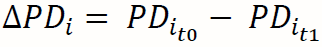 ΔPD_i = PD_{i_{t0}} − PD_{i_{t1}}